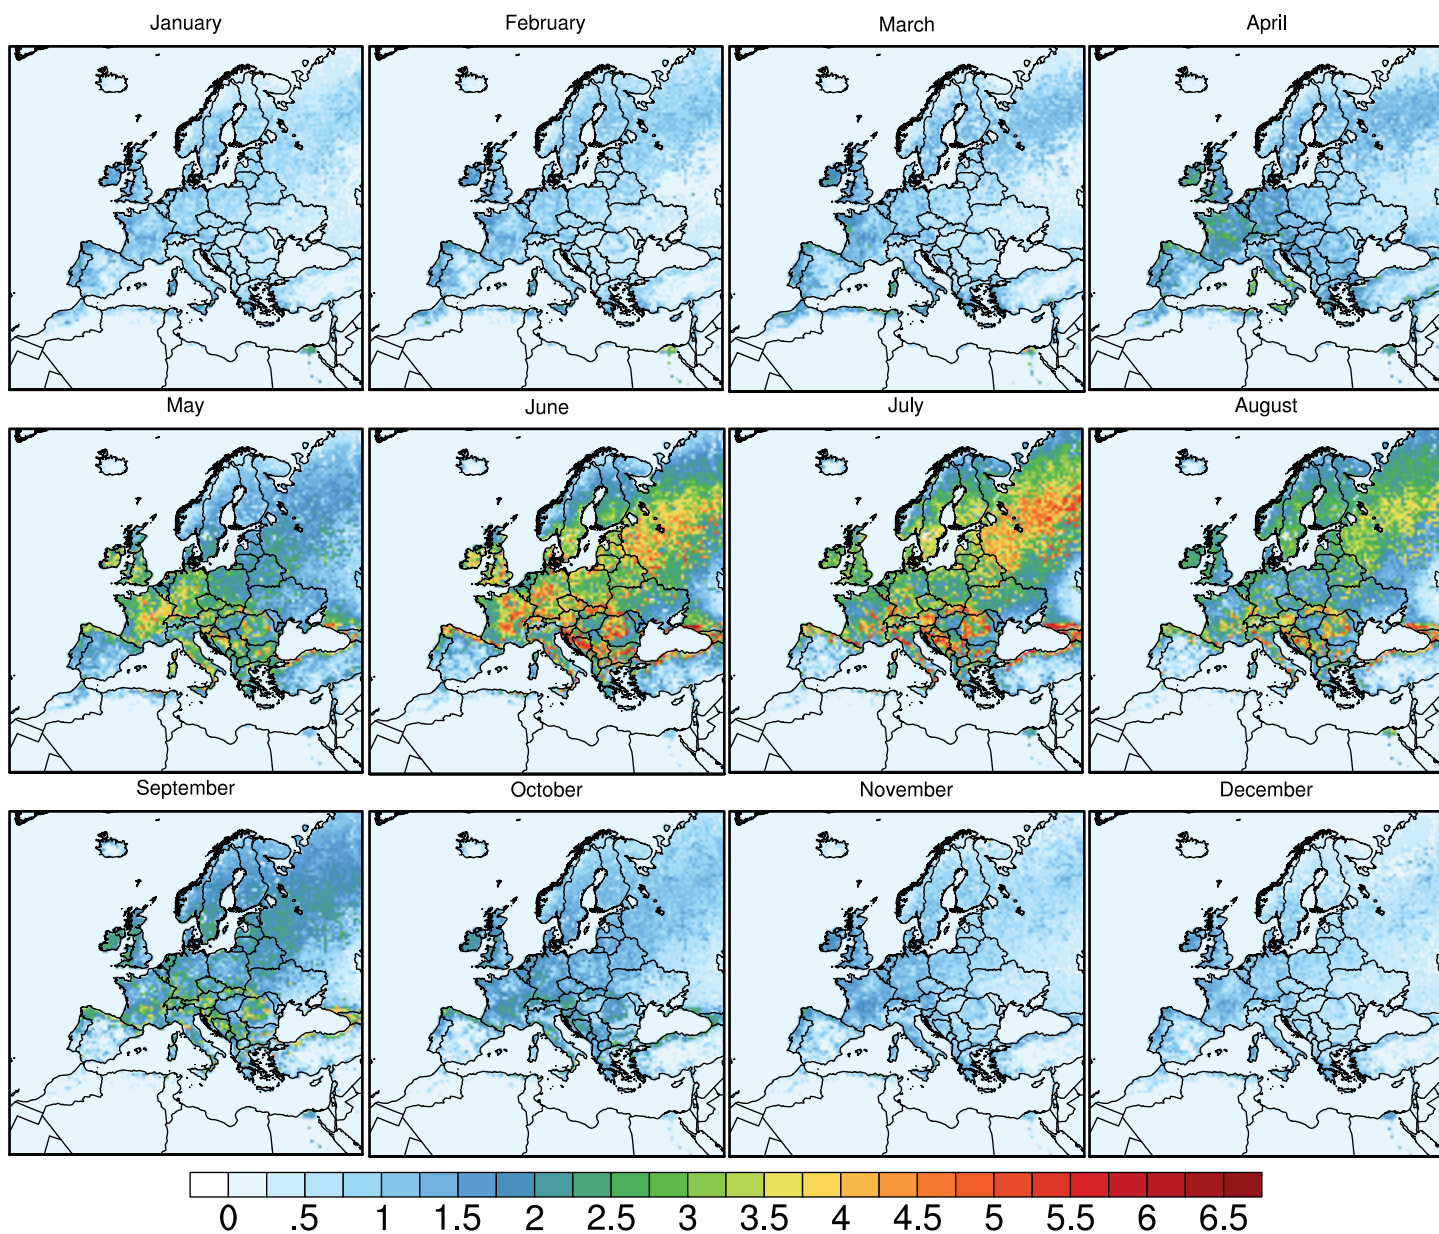 January February March April
May June July August
September October November December
0 .5 1 1.5 2 2.5 3 3.5 4 4.5 5 5.5 6 6.5